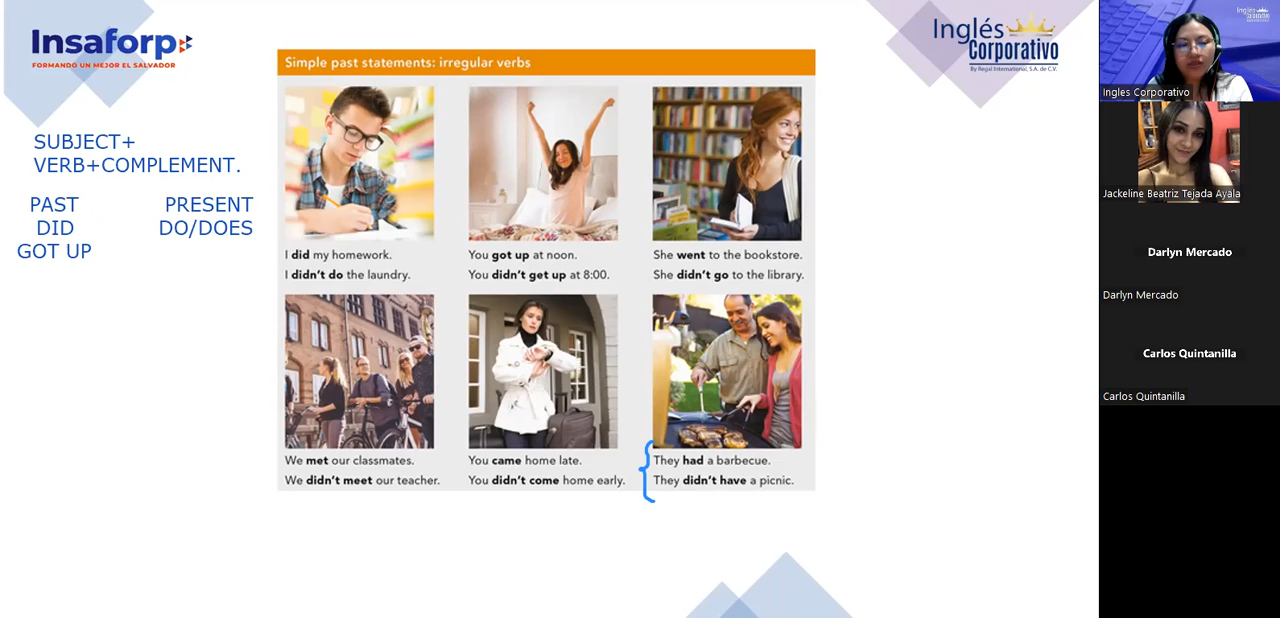 Insaforp
FORMANDO UN MEJOR EL SALVADOR
Inglés
Corporativo
By Regal International, S.A. de C.V.
SUBJECT+
VERB+COMPLEMENT.
PAST PRESENT
DID DO/DOES
GOT UP
Simple past statements: irregular verbs
I did my homework.
I didn't do the laundry.
You got up at noon.
You didn't get up at 8:00.
She went to the bookstore.
She didn't go to the library.
We met our classmates.
We didn't meet our teacher.
You came home late.
You didn't come home early.
They had a barbecue.
They didn't have a picnic.
Ingles Corporativo
Jackeline Beatriz Tejada Ayala
Darlyn Mercado
Darlyn Mercado
Carlos Quintanilla
Carlos Quintanilla